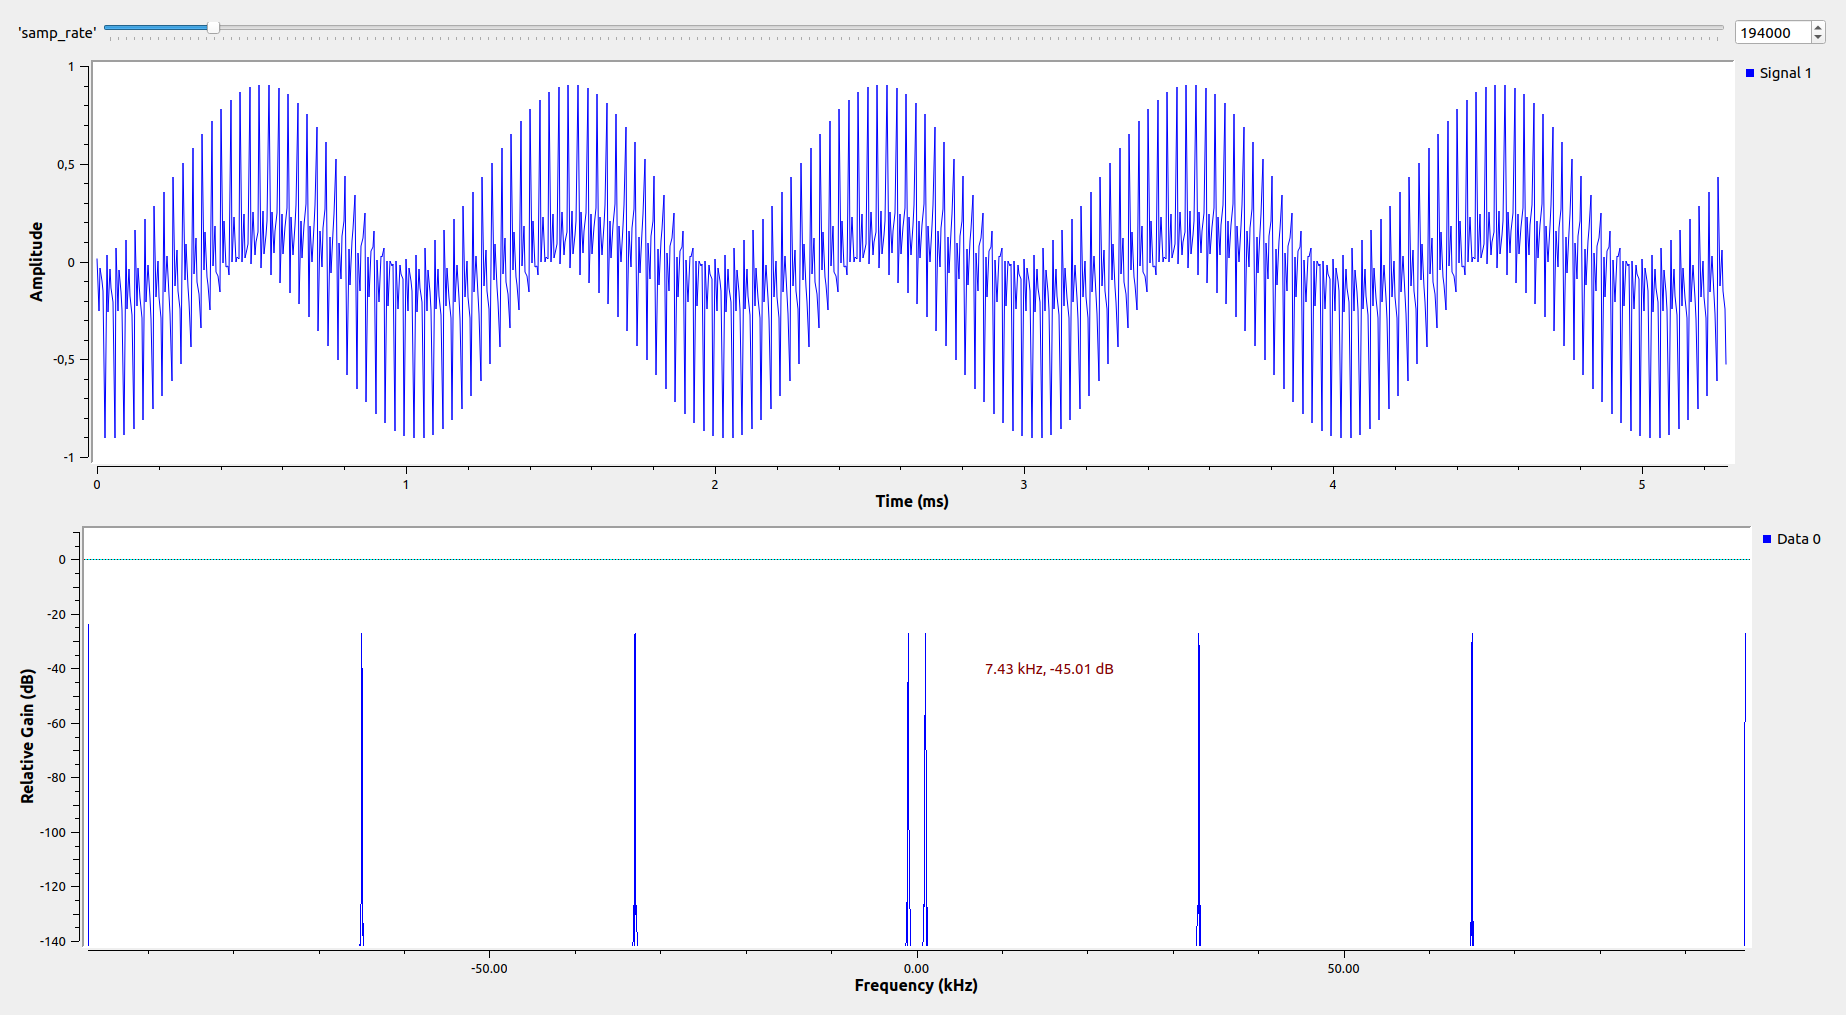 'samp_rate'
194000
1
0,5
0
-0,5
-1
Amplitude
Signal 1
0
1
2
3
4
5
Time (ms)
0
-20
-40
-60
-80
-100
-120
-140
Relative Gain (dB)
Data 0
7.43 kHz, -45.01 dB
-50.00
0.00
50.00
Frequency (kHz)